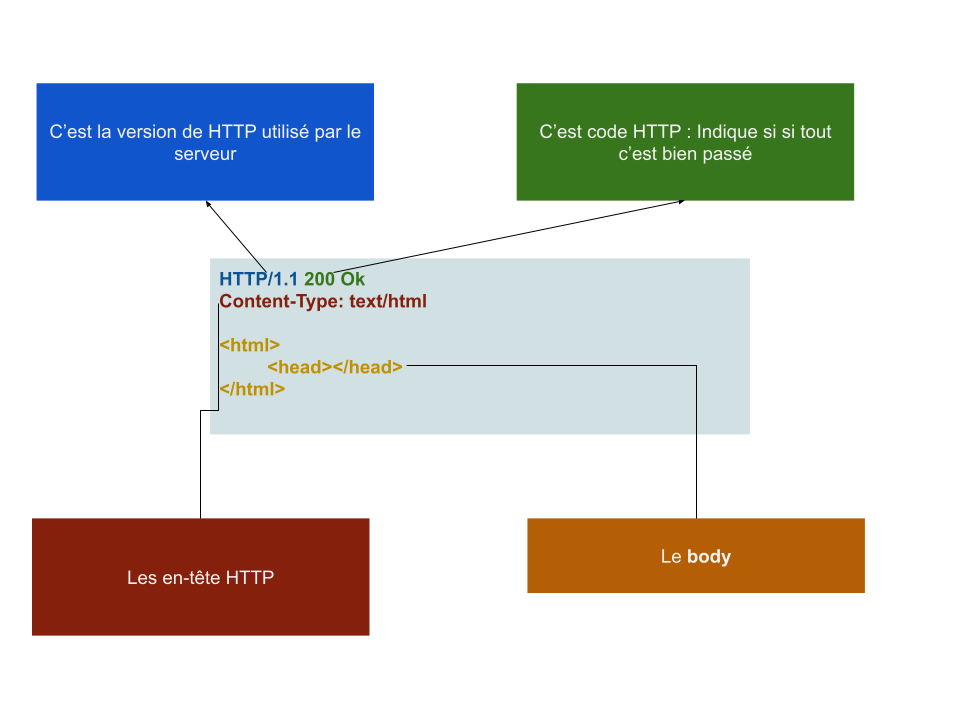 C’est la version de HTTP utilisé par le
serveur
C’est code HTTP : Indique si si tout
c’est bien passé
HTTP/1.1 200 Ok
Content-Type: text/html
<html>
<head></head>
</html>
Les en-tête HTTP
Le body